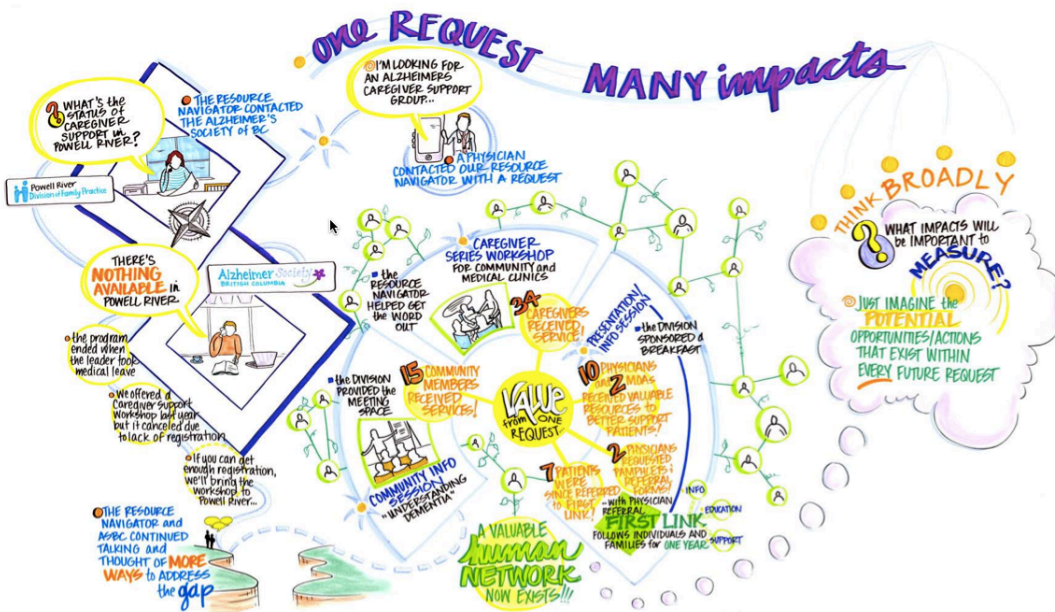 one REQUEST
MANY impacts
I'M LOOKING FOR
AN ALZHEIMERS
CAREGIVER SUPPORT
GROUP...
A PHYSICIAN
CONTACTED OUR RESOURCE
NAVIGATOR WITH A REQUEST
THE RESOURCE
NAVIGATOR CONTACTED
THE ALZHEIMER'S
SOCIETY OF BC
? WHAT'S the
STATUS OF
CAREGIVER
SUPPORT in
POWELL RIVER?
Powell River
Division of Family Practice
THERE'S
NOTHING
AVAILABLE in
POWELL RIVER
Alzheimer Society
BRITISH COLUMBIA
the program
ended when
the leader took
medical leave
We offered a
Caregiver Support
Workshop last year
but it canceled due
to lack of registration
If you can get
enough registration,
we'll bring the
workshop to
Powell River...
THE RESOURCE
NAVIGATOR and
ASBC CONTINUED
TALKING and
THOUGHT OF MORE
WAYS to ADDRESS
the gap
CAREGIVER
SERIES WORKSHOP
FOR COMMUNITY and
MEDICAL CLINICS
the
RESOURCE
NAVIGATOR
HELPED GET
the WORD
OUT
34
CAREGIVERS
RECEIVED
SERVICE!
PRESENTATION/
INFO SESSION
the DIVISION
SPONSORED a
BREAKFAST
15 COMMUNITY
MEMBERS
RECEIVED
SERVICES!
the DIVISION
PROVIDED the
MEETING
SPACE
COMMUNITY INFO
SESSION
"UNDERSTANDING
DEMENTIA"
VALUE
from ONE
REQUEST
10 PHYSICIANS
and 2 MOAs
RECEIVED VALUABLE
RESOURCES to
BETTER SUPPORT
PATIENTS!
2 PHYSICIANS
REQUESTED
PAMPHLETS &
REFERRAL
FORMS!
7 PATIENTS
WERE
SINCE REFERRED
to FIRST
LINK!
with PHYSICIAN
REFERRAL
FIRST LINK
FOLLOWS INDIVIDUALS AND
FAMILIES for ONE YEAR
INFO
EDUCATION
SUPPORT
A VALUABLE
human
NETWORK
NOW EXISTS!!!
THINK BROADLY
? WHAT IMPACTS WILL
be IMPORTANT to
MEASURE?
JUST IMAGINE the
POTENTIAL
OPPORTUNITIES/ACTIONS
THAT EXIST WITHIN
EVERY FUTURE REQUEST